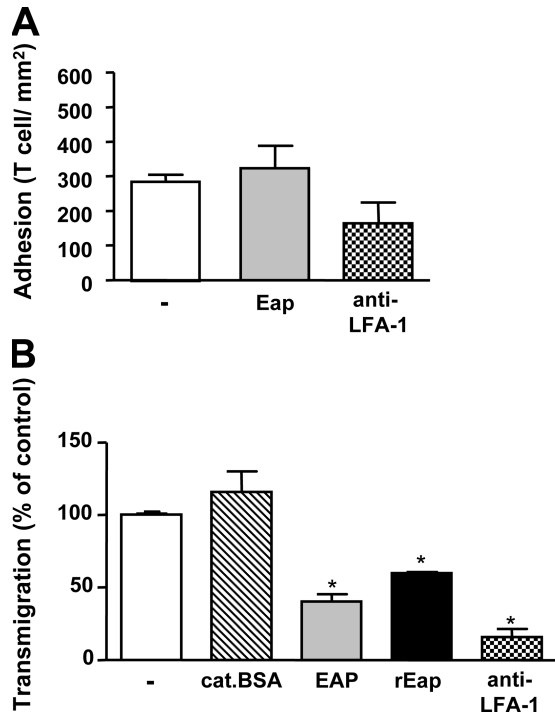 A
Adhesion (T cell/ mm²)
600
500
400
300
200
100
0
-
Eap
anti-
LFA-1
B
Transmigration (% of control)
150
100
50
0
*
*
*
-
cat.BSA
EAP
rEap
anti-
LFA-1